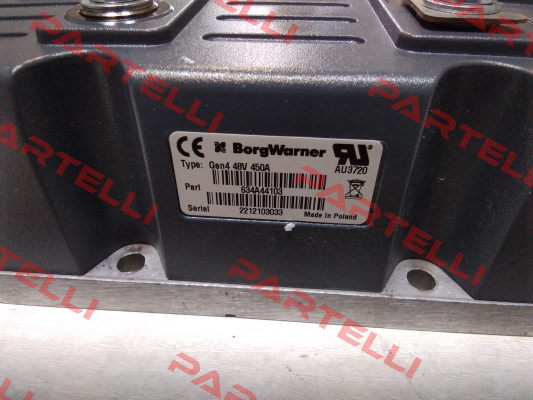 CE BorgWarner RU
Type: Gen4 48V 450A AU3720
Part 634A44103
Serial 2212103033 Made in Poland
PARTELLI
PARTELLI
PARTELLI
PARTELLI
PARTELLI
PARTELLI